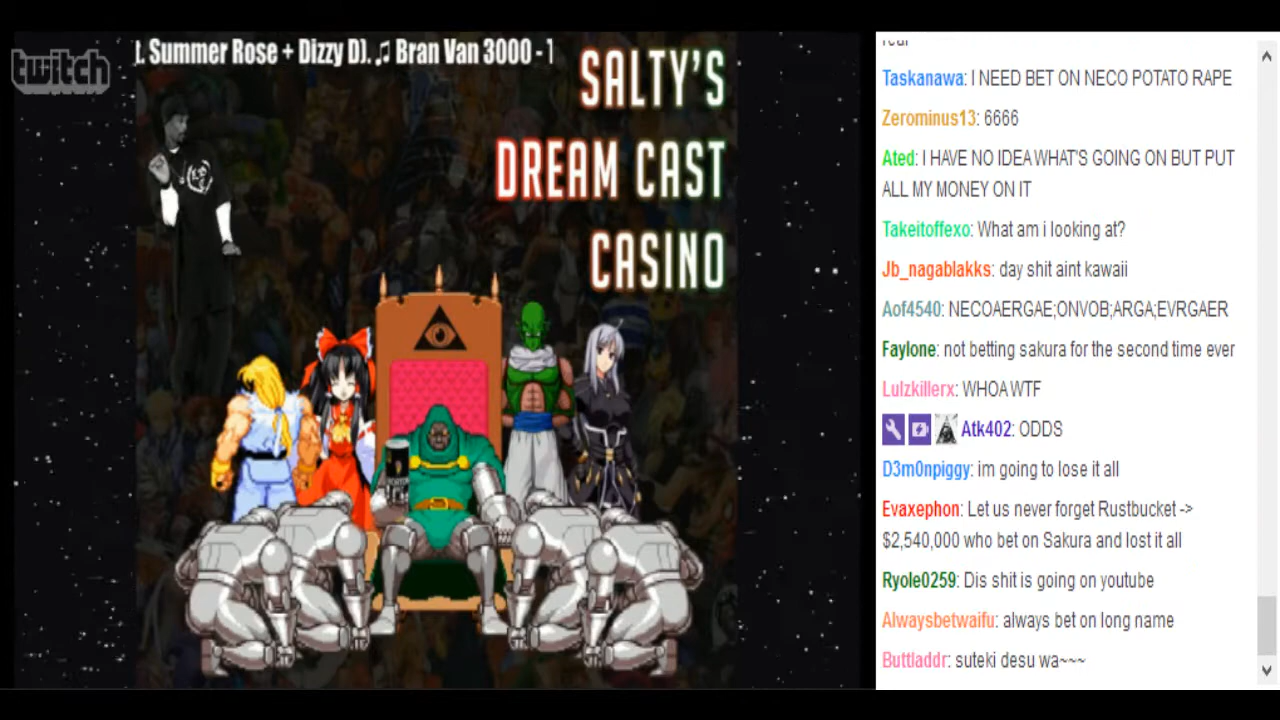 twitch
. Summer Rose + Dizzy D). ♫ Bran Van 3000 -
SALTY'S
DREAM CAST
CASINO
Taskanawa: I NEED BET ON NECO POTATO RAPE
Zerominus13: 6666
Ated: I HAVE NO IDEA WHAT'S GOING ON BUT PUT
ALL MY MONEY ON IT
Takeitoffexo: What am i looking at?
Jb_nagablakks: day shit aint kawaii
Aof4540: NECOAERGAE;ONVOB;ARGA;EVRGAER
Faylone: not betting sakura for the second time ever
Lulzkillerx: WHOA WTF
Atk402: ODDS
D3m0npiggy: im going to lose it all
Evaxephon: Let us never forget Rustbucket ->
$2,540,000 who bet on Sakura and lost it all
Ryole0259: Dis shit is going on youtube
Alwaysbetwaifu: always bet on long name
Buttladdr: suteki desu wa~~~